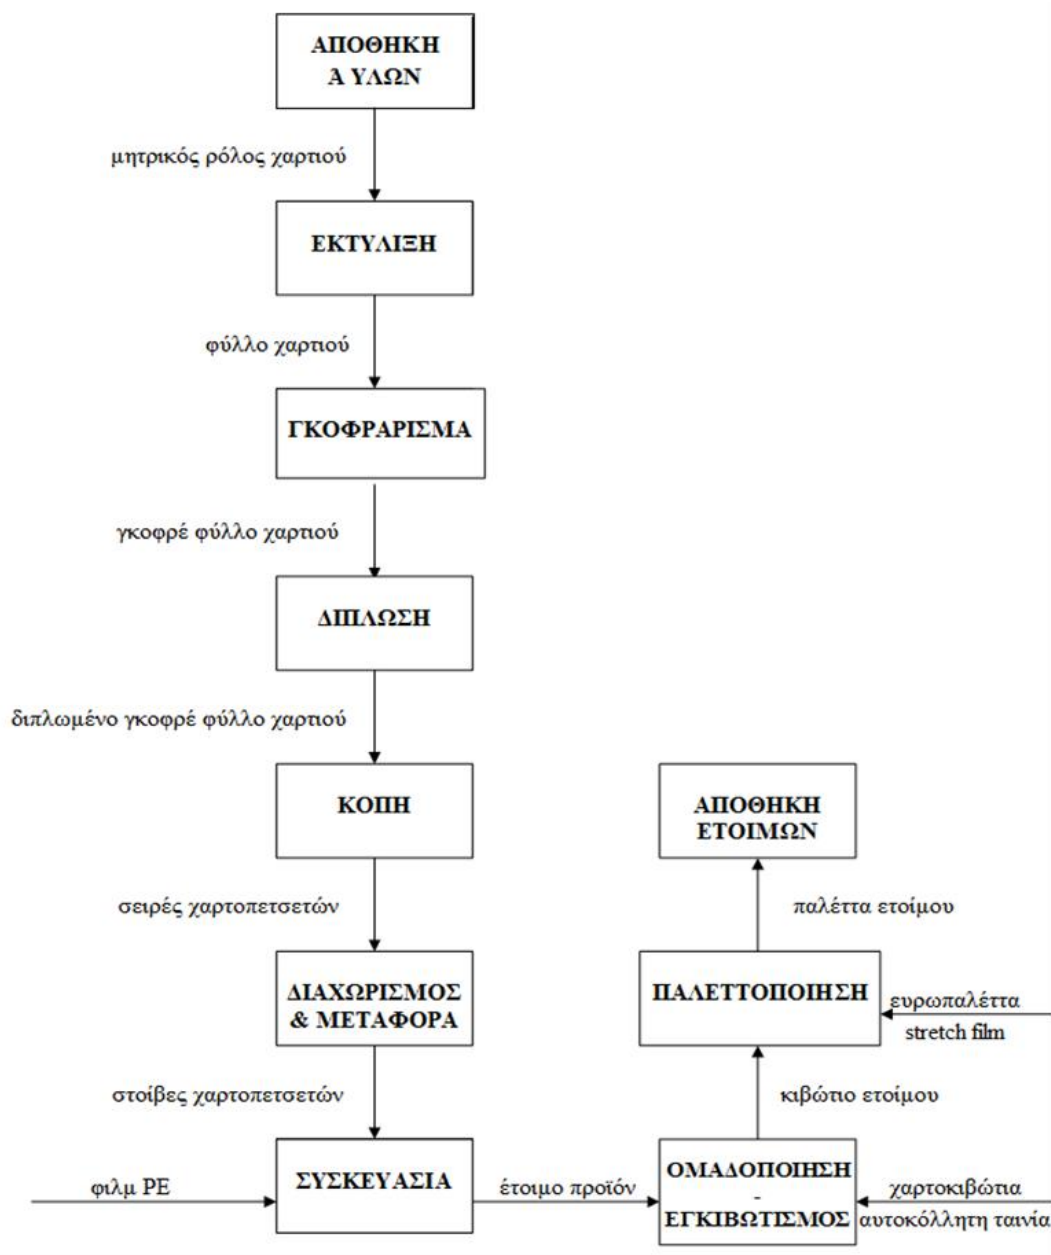 ΑΠΟΘΗΚΗ
Ά ΥΛΩΝ
μητρικός ρόλος χαρτιού
ΕΚΤΥΛΙΞΗ
φύλλο χαρτιού
ΓΚΟΦΡΑΡΙΣΜΑ
γκοφρέ φύλλο χαρτιού
ΔΙΠΛΩΣΗ
διπλωμένο γκοφρέ φύλλο χαρτιού
ΚΟΠΗ
σειρές χαρτοπετσετών
ΔΙΑΧΩΡΙΣΜΟΣ
& ΜΕΤΑΦΟΡΑ
στοίβες χαρτοπετσετών
φιλμ PE
ΣΥΣΚΕΥΑΣΙΑ
έτοιμο προϊόν
ΟΜΑΔΟΠΟΙΗΣΗ
-
ΕΓΚΙΒΩΤΙΣΜΟΣ
χαρτοκιβώτια
αυτοκόλλητη ταινία
κιβώτιο ετοίμου
ΠΑΛΕΤΤΟΠΟΙΗΣΗ
ευρωπαλέττα
stretch film
παλέττα ετοίμου
ΑΠΟΘΗΚΗ
ΕΤΟΙΜΩΝ